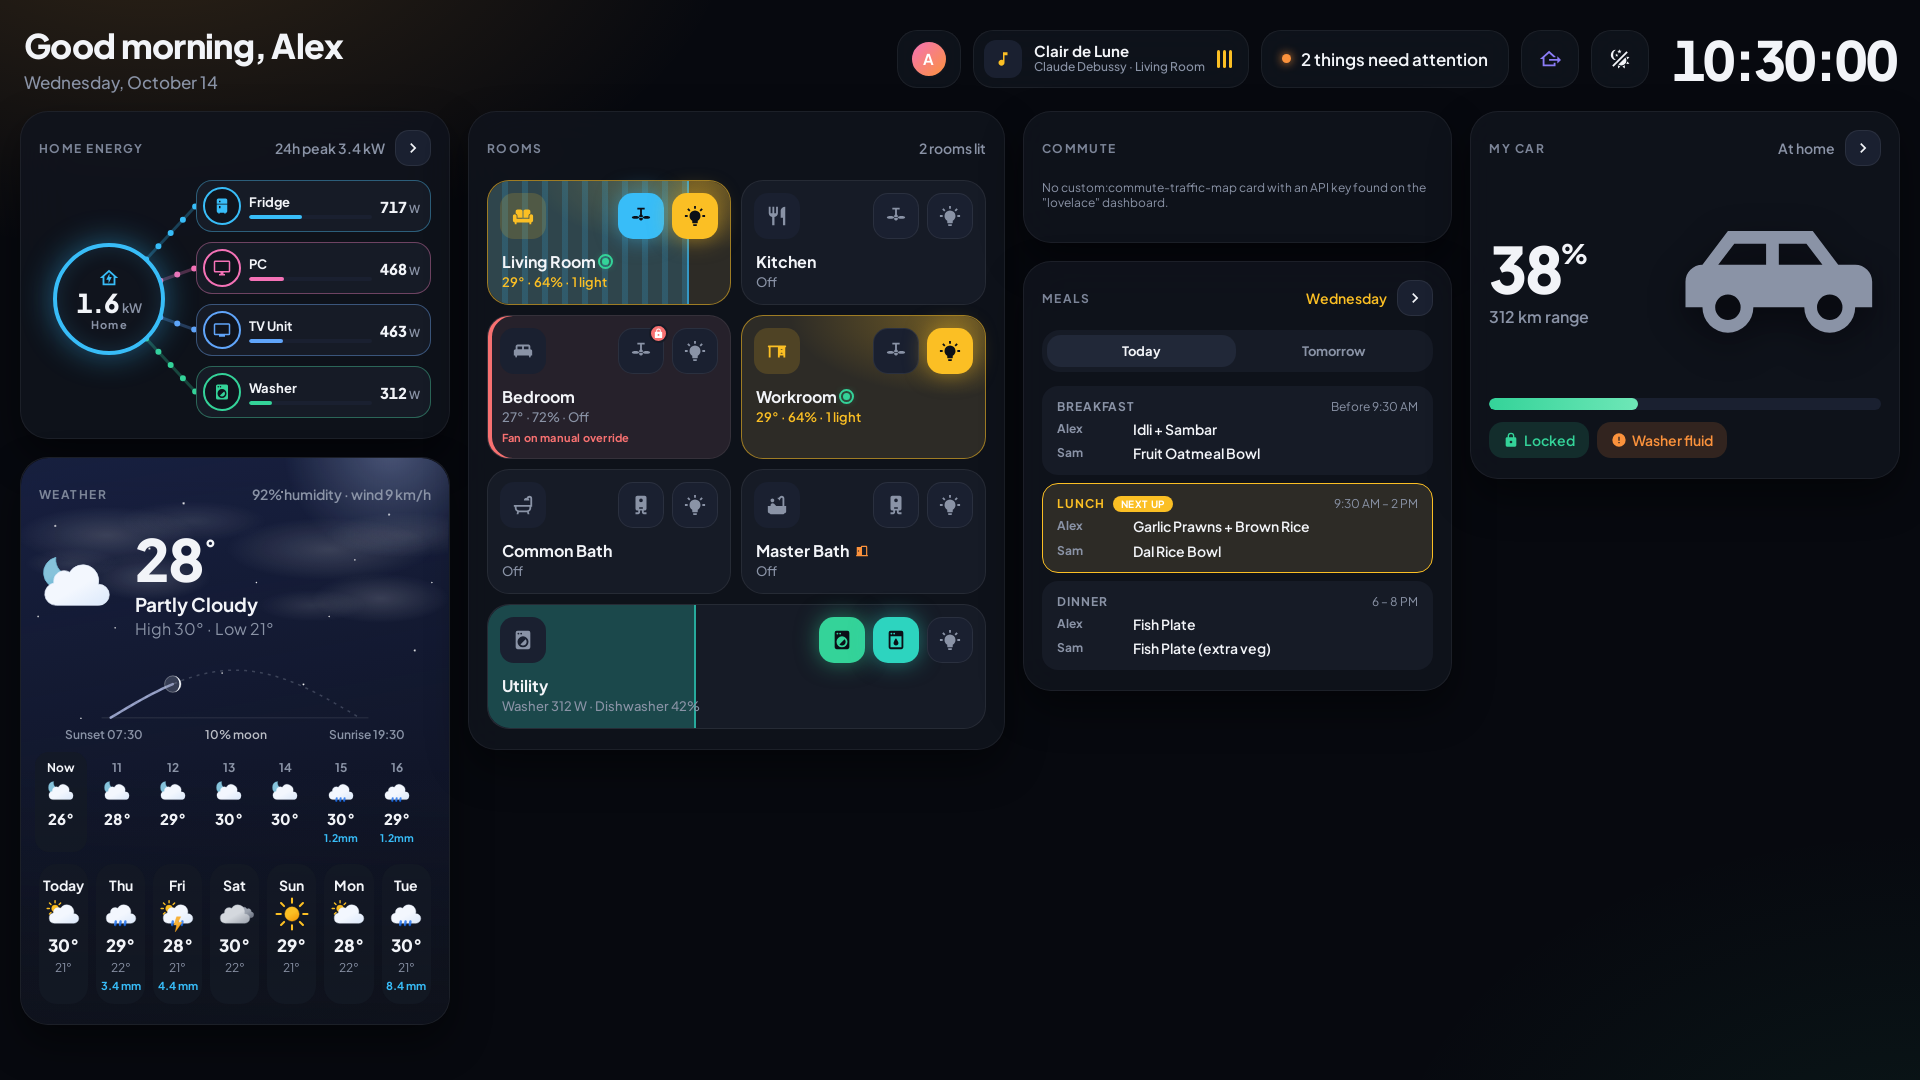 Good morning, Alex
Wednesday, October 14
A
Clair de Lune
Claude Debussy · Living Room
2 things need attention
10:30:00
HOME ENERGY
24h peak 3.4 kW
1.6 kW
Home
Fridge
717 W
PC
468 W
TV Unit
463 W
Washer
312 W
WEATHER
92% humidity · wind 9 km/h
28°
Partly Cloudy
High 30° · Low 21°
Sunset 07:30
10% moon
Sunrise 19:30
Now 11 12 13 14 15 16
26° 28° 29° 30° 30° 30° 29°
1.2mm 1.2mm
Today Thu Fri Sat Sun Mon Tue
30° 29° 28° 30° 29° 28° 30°
21° 22° 21° 22° 21° 22° 21°
3.4 mm 4.4 mm 8.4 mm
ROOMS
2 rooms lit
Living Room
29° · 64% · 1 light
Kitchen
Off
Bedroom
27° · 72% · Off
Fan on manual override
Workroom
29° · 64% · 1 light
Common Bath
Off
Master Bath
Off
Utility
Washer 312 W · Dishwasher 42%
COMMUTE
No custom:commute-traffic-map card with an API key found on the
"lovelace" dashboard.
MEALS
Wednesday
Today
Tomorrow
BREAKFAST
Before 9:30 AM
Alex Idli + Sambar
Sam Fruit Oatmeal Bowl
LUNCH NEXT UP
9:30 AM – 2 PM
Alex Garlic Prawns + Brown Rice
Sam Dal Rice Bowl
DINNER
6 – 8 PM
Alex Fish Plate
Sam Fish Plate (extra veg)
MY CAR
At home
38%
312 km range
Locked
Washer fluid